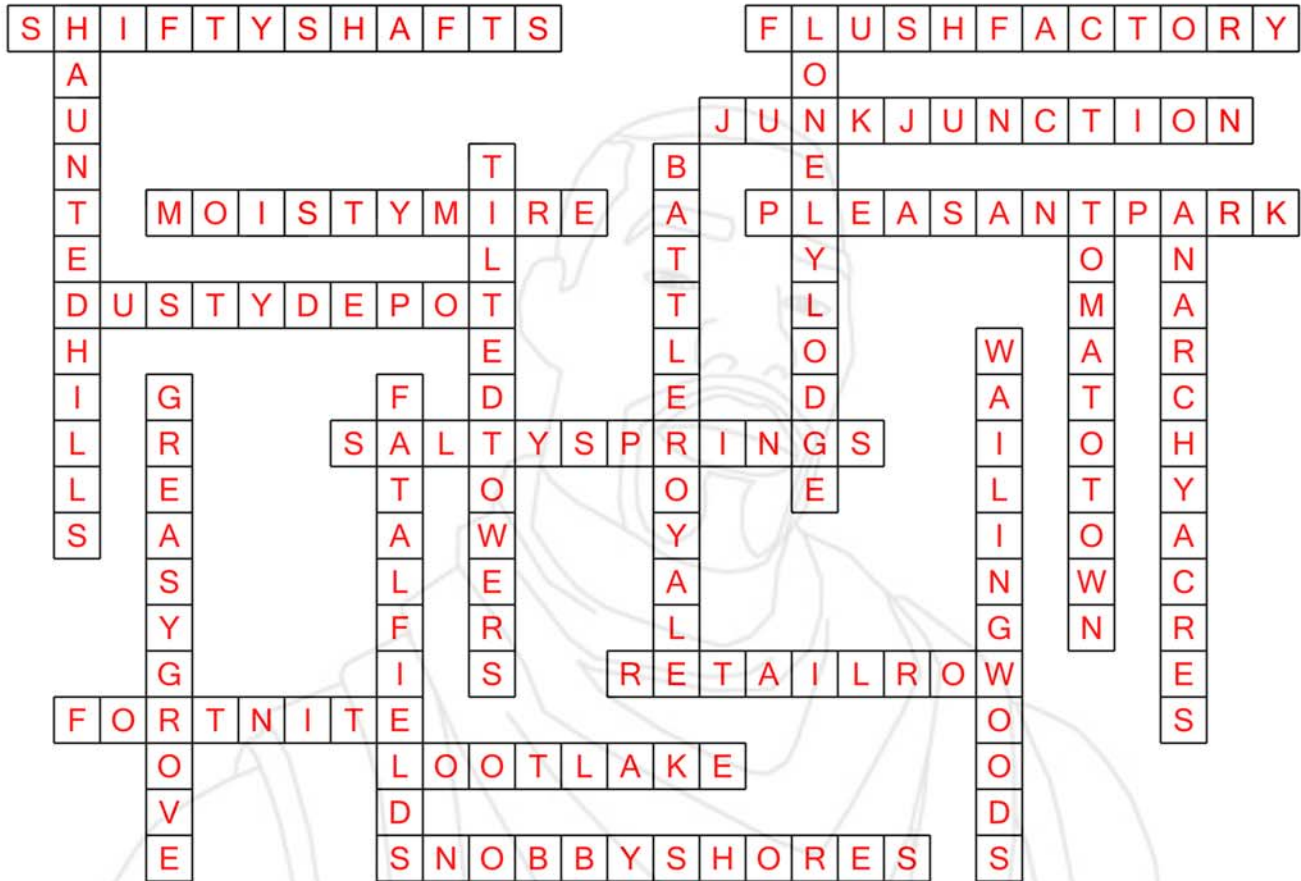 SHIFTYSHAFTS
FLUSHFACTORY
JUNKJUNCTION
MOISTYMIRE
PLEASANTPARK
DUSTYDEPOT
SALTYSPRINGS
RETAILROW
FORTNITE
LOOTLAKE
SNOBBYSHORES
HAUNTEDHILLS
LONELYLODGE
TILTEDTOWERS
BATTLEROYALE
TOMATOTOWN
ANARCHYACRES
WAILINGWOODS
GREASYGROVE
FATALFIELDS